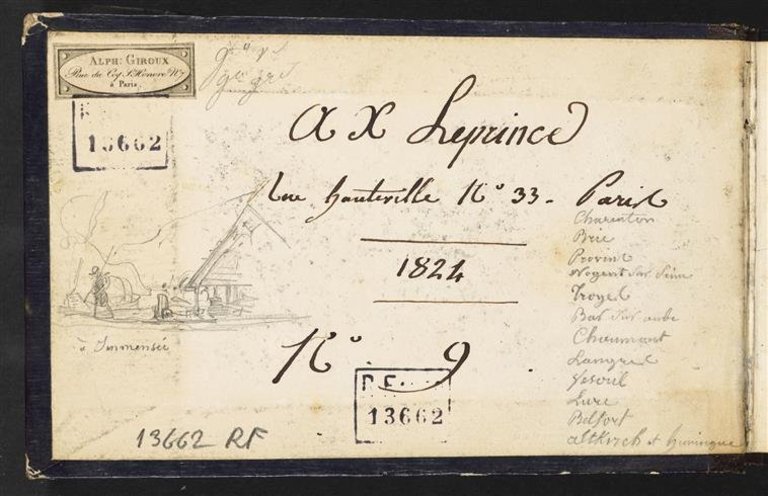 ALPH. GIROUX
Rue du Coq St. Honoré No. 7
à Paris.
13662
A X Leprince
rue hauteville No 33 - Paris
1824
No 9
à Immensée
Charenton
Brie
Provins
Nogent sur Seine
Troyes
Bar sur aube
Chaumont
Langres
Vesoul
Lure
Belfort
altkirch et huningue
R.F.
13662
13662 RF